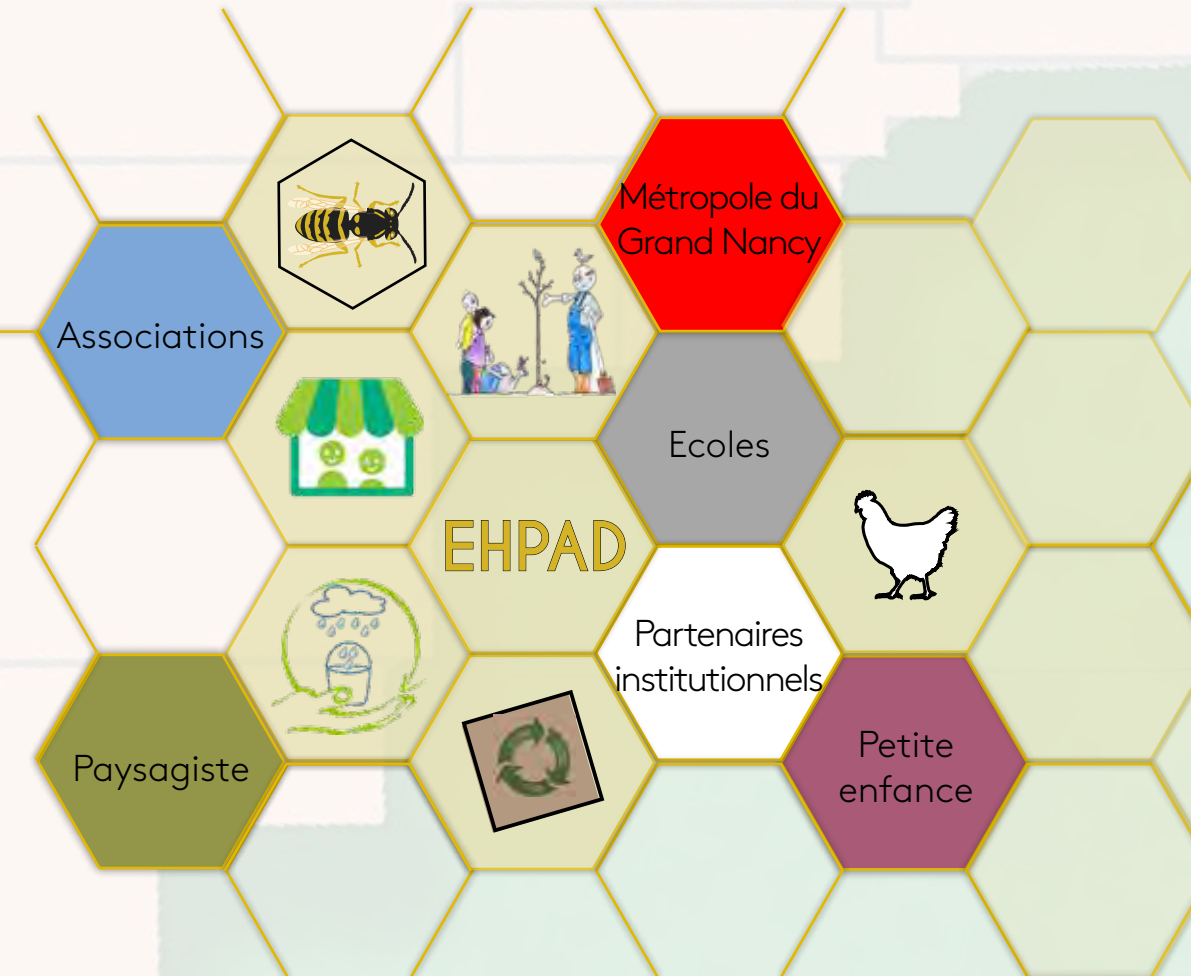 Métropole du
Grand Nancy
Associations
Ecoles
EHPAD
Partenaires
institutionnels
Paysagiste
Petite
enfance